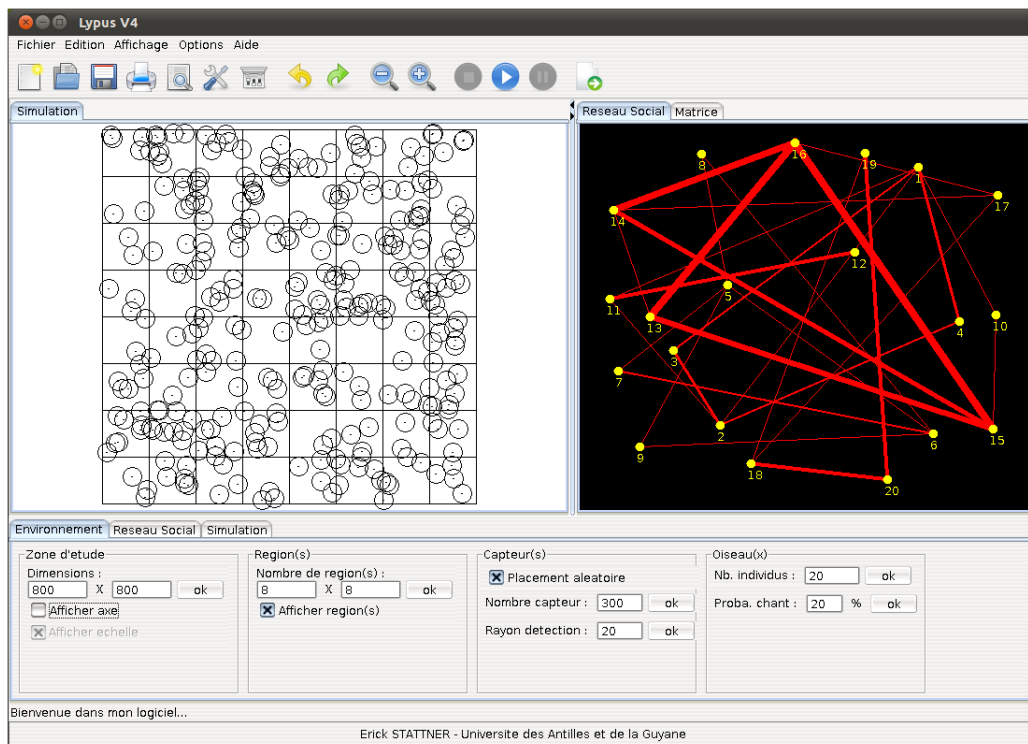 Lypus V4
Fichier Edition Affichage Options Aide
Simulation
Reseau Social Matrice
16
8
19
1
17
14
12
5
11
13
10
4
3
7
2
15
6
9
18
20
Environnement Reseau Social Simulation
Zone d'etude
Dimensions :
800 X 800 ok
Afficher axe
Afficher echelle
Region(s)
Nombre de region(s) :
8 X 8 ok
Afficher region(s)
Capteur(s)
Placement aleatoire
Nombre capteur : 300 ok
Rayon detection : 20 ok
Oiseau(x)
Nb. individus : 20 ok
Proba. chant : 20 % ok
Bienvenue dans mon logiciel...
Erick STATTNER - Universite des Antilles et de la Guyane